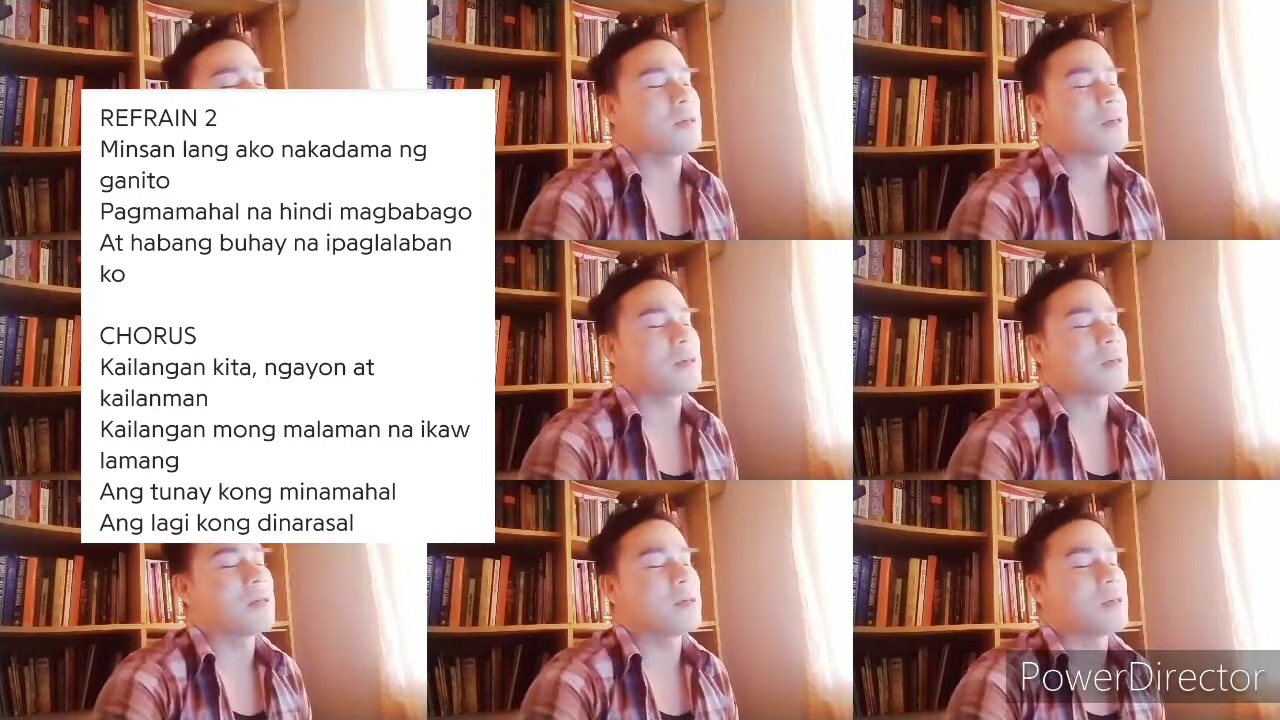 REFRAIN 2
Minsan lang ako nakadama ng
ganito
Pagmamahal na hindi magbabago
At habang buhay na ipaglalaban
ko
CHORUS
Kailangan kita, ngayon at
kailanman
Kailangan mong malaman na ikaw
lamang
Ang tunay kong minamahal
Ang lagi kong dinarasal
PowerDirector